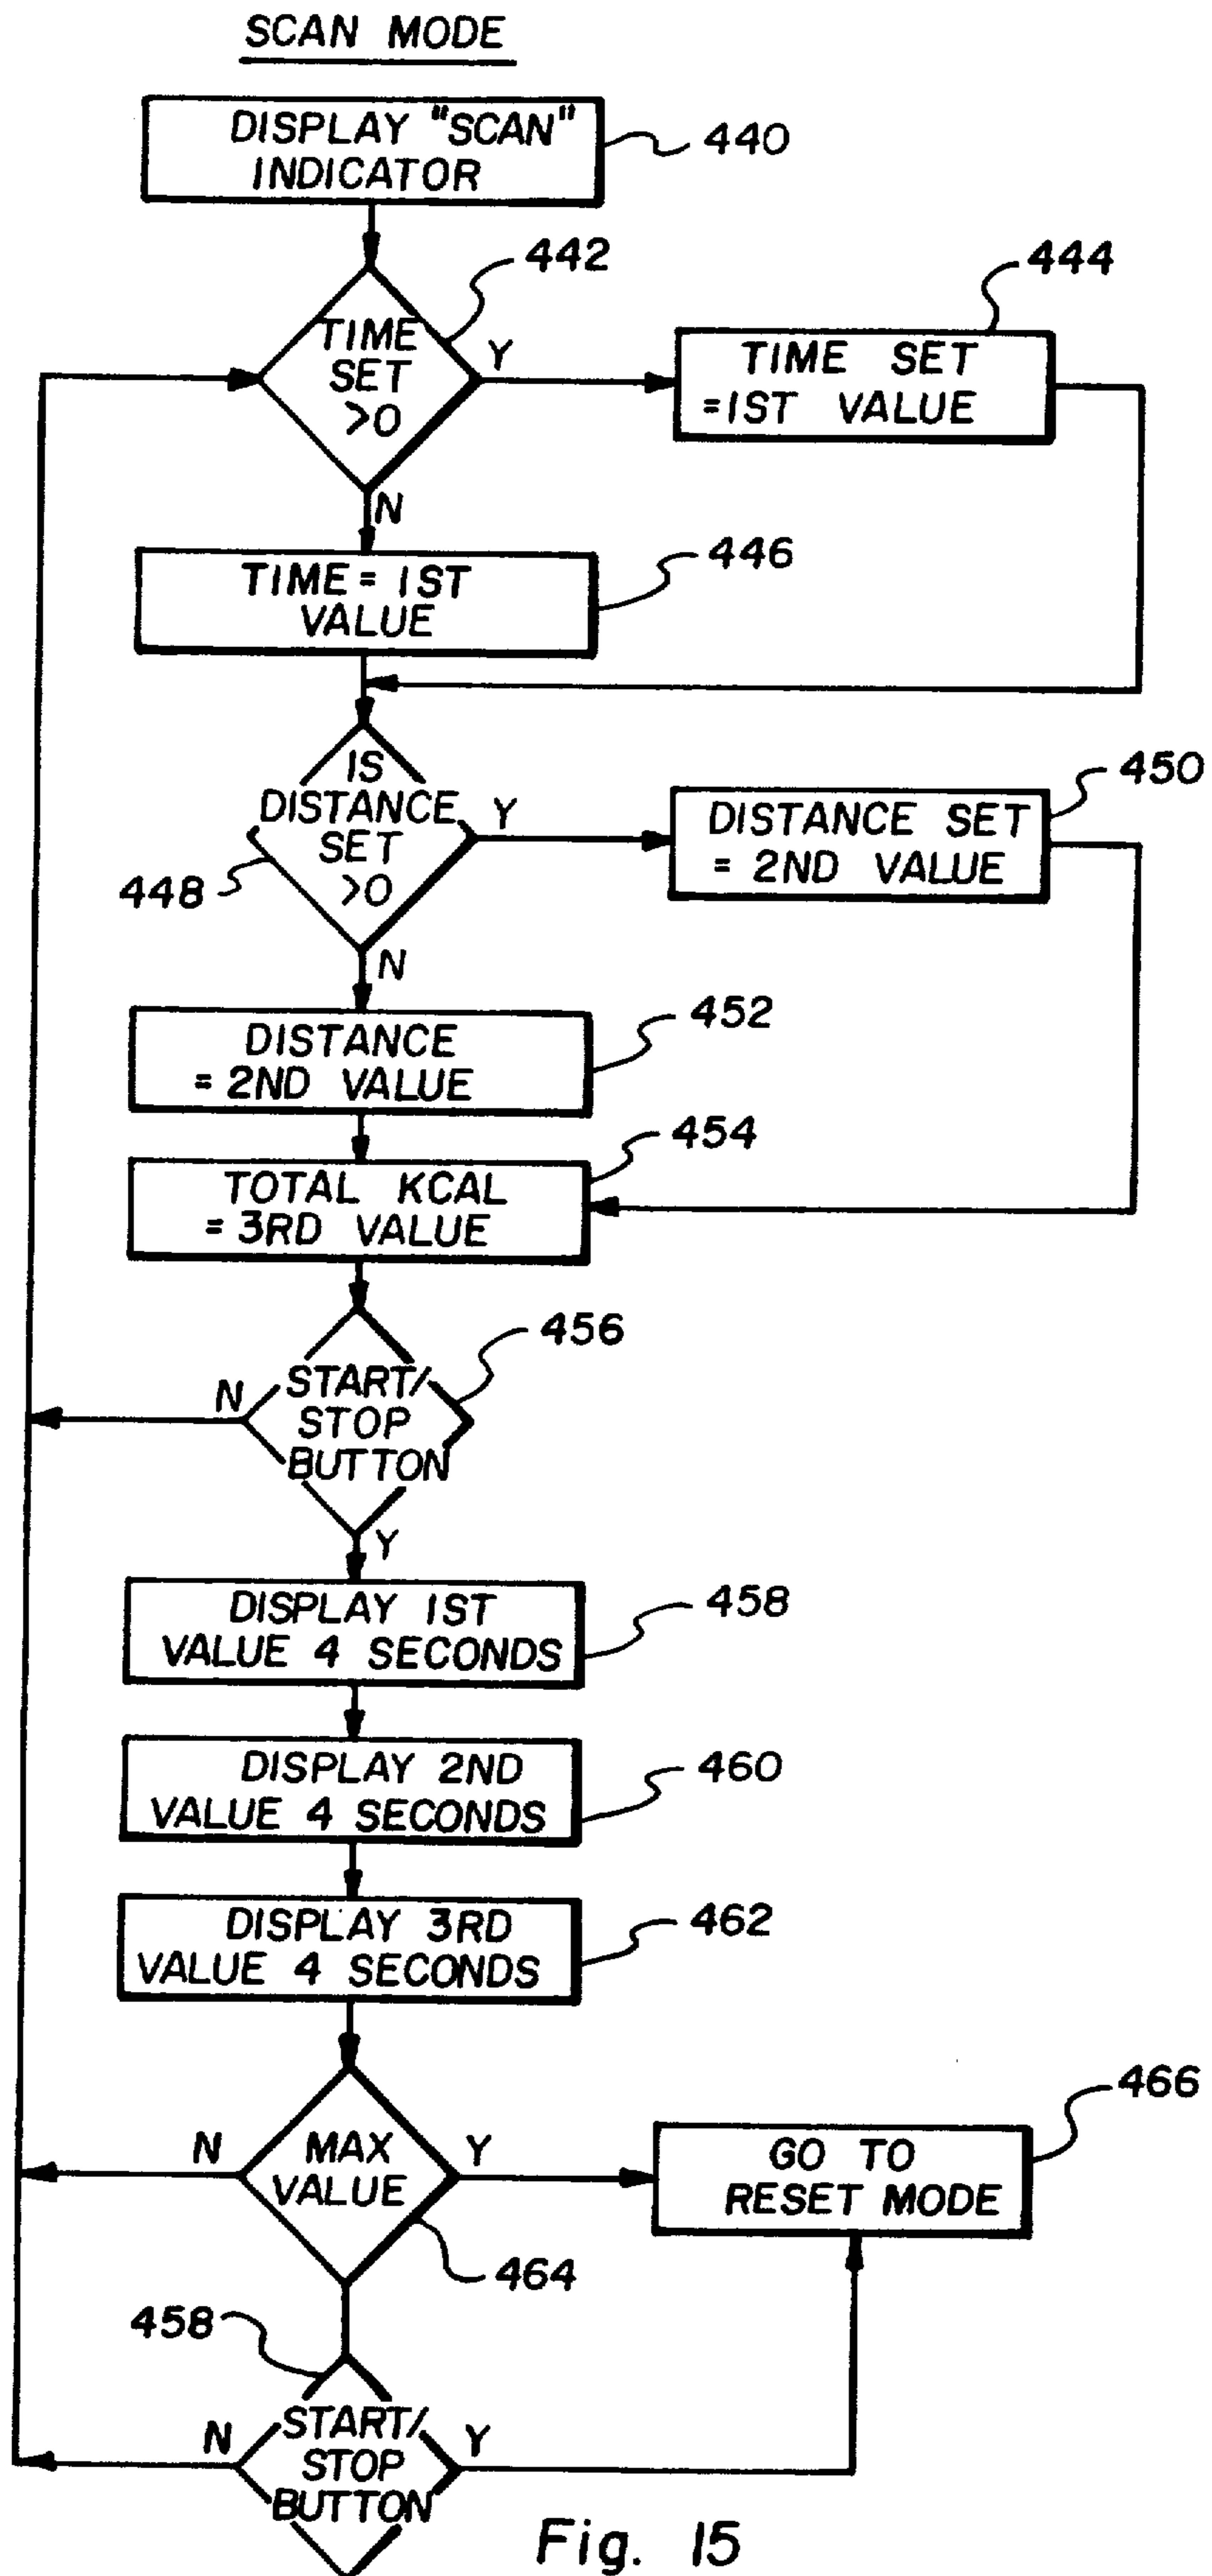 SCAN MODE
DISPLAY "SCAN"
INDICATOR
440
442
TIME
SET
>0
Y
N
444
TIME SET
=1ST VALUE
446
TIME = 1ST
VALUE
IS
DISTANCE
SET
>0
448
Y
N
450
DISTANCE SET
= 2ND VALUE
452
DISTANCE
= 2ND VALUE
454
TOTAL KCAL
= 3RD VALUE
456
START/
STOP
BUTTON
N
Y
DISPLAY 1ST
VALUE 4 SECONDS
458
DISPLAY 2ND
VALUE 4 SECONDS
460
DISPLAY 3RD
VALUE 4 SECONDS
462
MAX
VALUE
N
Y
464
466
GO TO
RESET MODE
458
START/
STOP
BUTTON
N
Y
Fig. 15